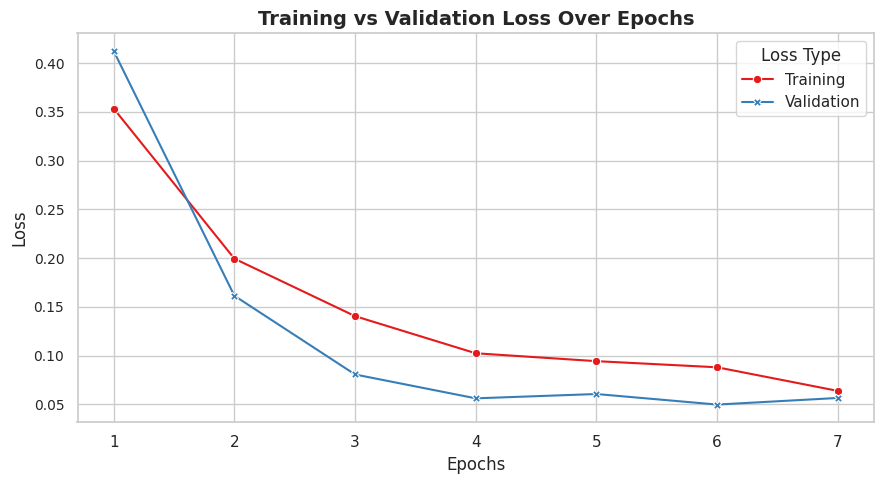 Training vs Validation Loss Over Epochs
Loss Type
Training
Validation
0.40
0.35
0.30
0.25
0.20
0.15
0.10
0.05
Loss
1 2 3 4 5 6 7
Epochs